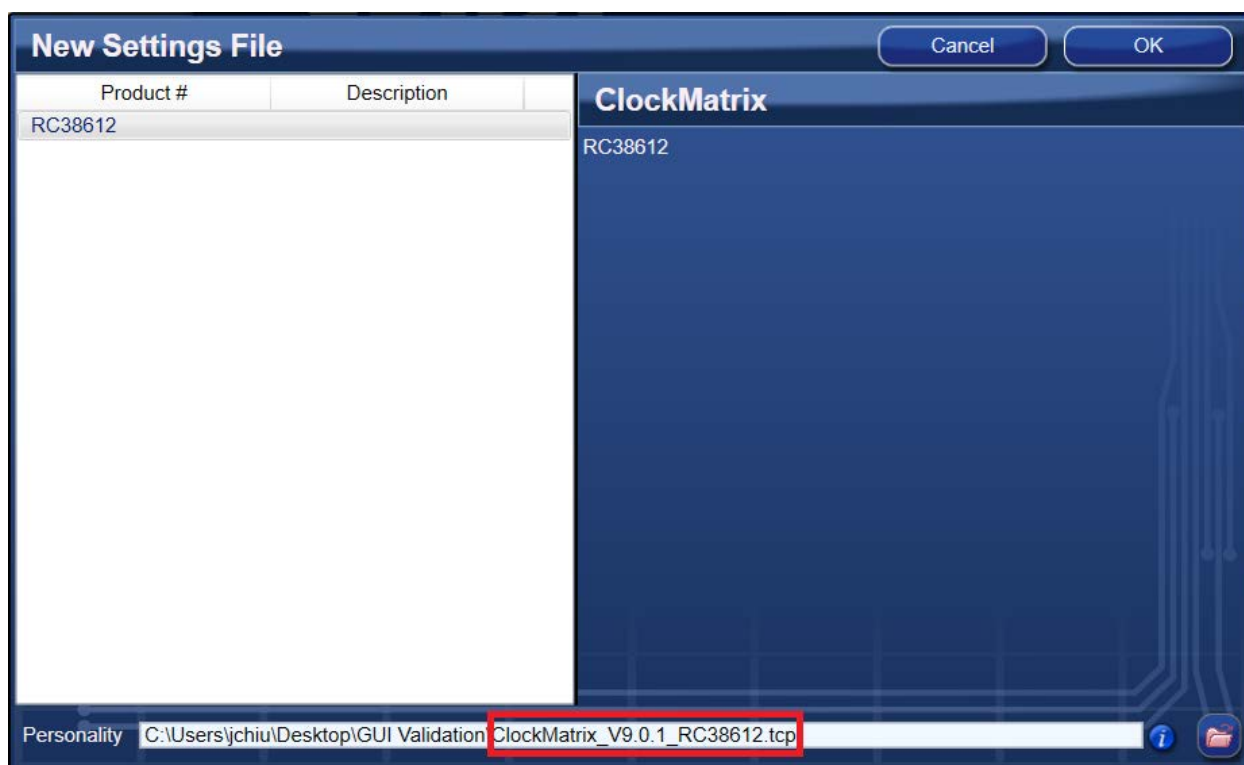 New Settings File
Cancel
OK
Product #
Description
ClockMatrix
RC38612
RC38612
Personality
C:\Users\jchiu\Desktop\GUI Validation\ClockMatrix_V9.0.1_RC38612.tcp
i